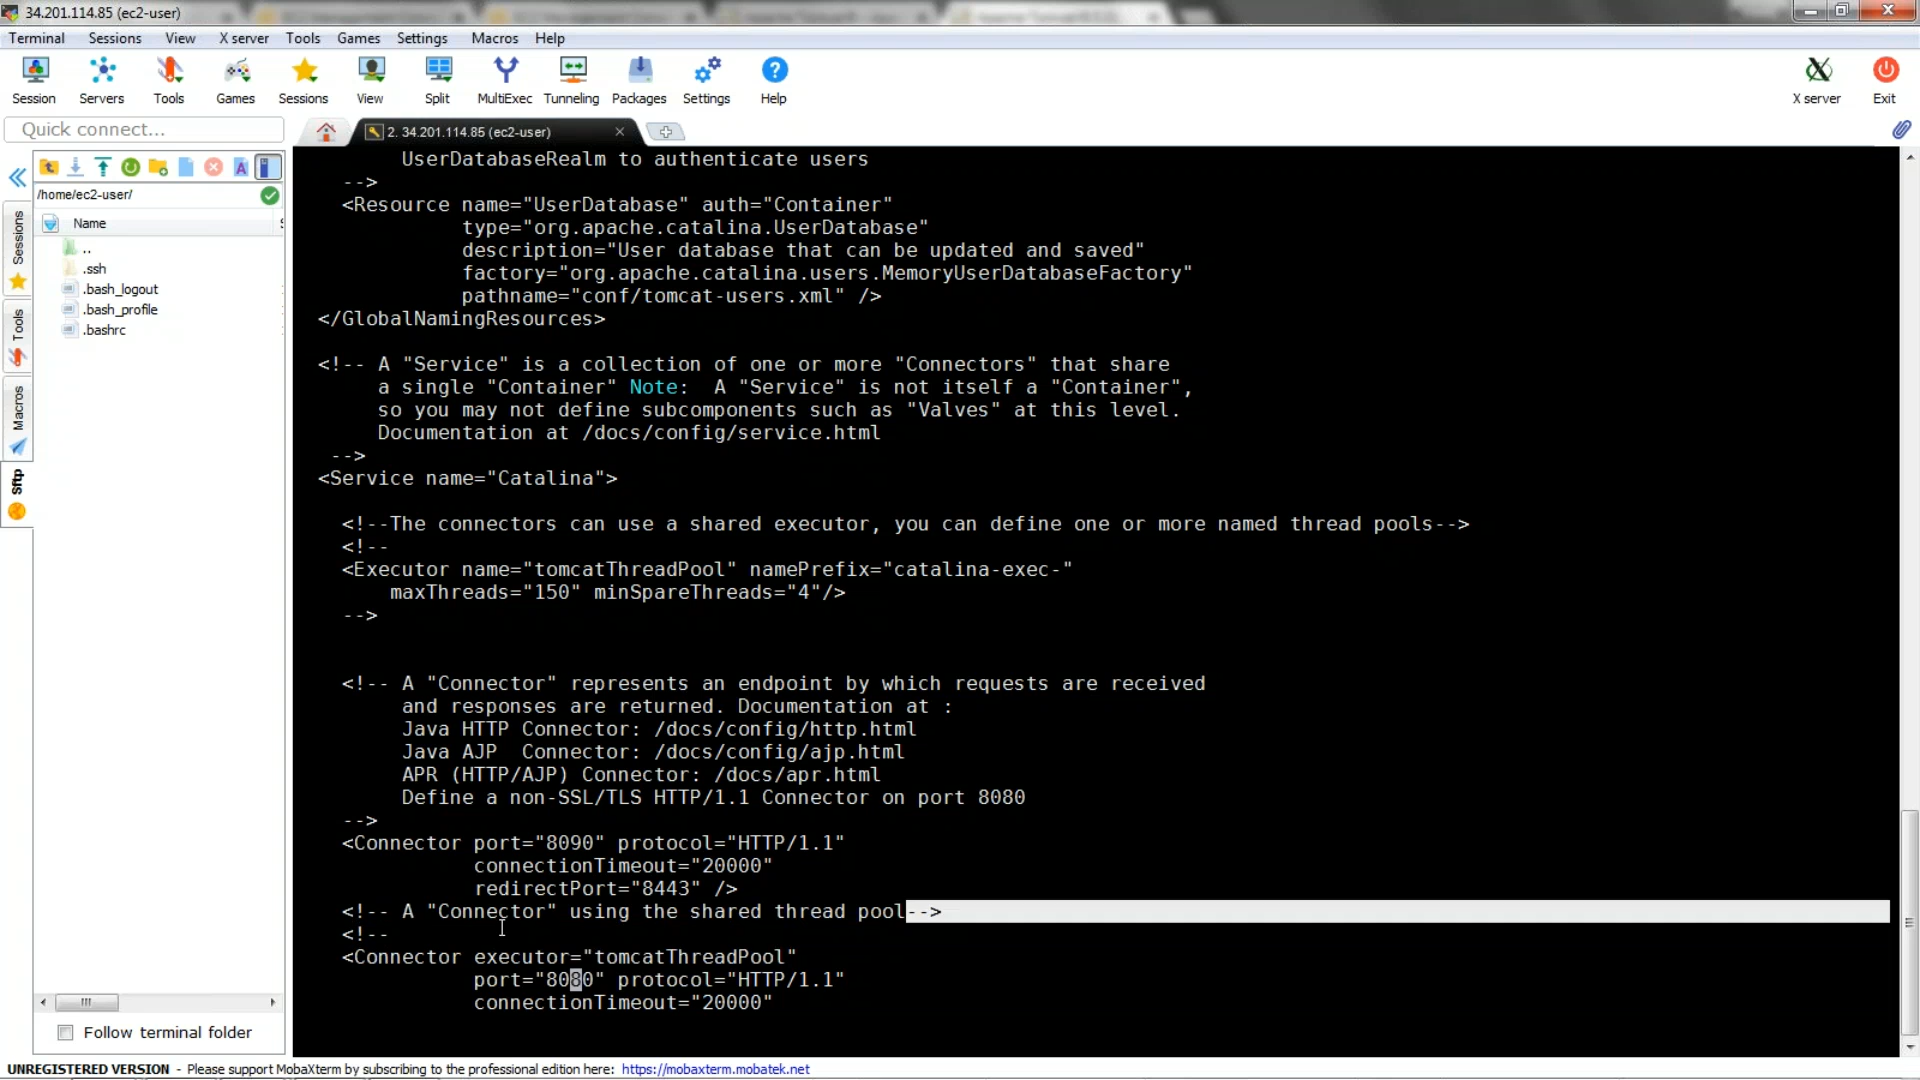 34.201.114.85 (ec2-user)
Terminal Sessions View X server Tools Games Settings Macros Help
Session Servers Tools Games Sessions View Split MultiExec Tunneling Packages Settings Help X server Exit
Quick connect...
2. 34.201.114.85 (ec2-user)
/home/ec2-user/
Name
..
.ssh
.bash_logout
.bash_profile
.bashrc
Sessions
Tools
Macros
Sftp
Follow terminal folder
UserDatabaseRealm to authenticate users
-->
<Resource name="UserDatabase" auth="Container"
type="org.apache.catalina.UserDatabase"
description="User database that can be updated and saved"
factory="org.apache.catalina.users.MemoryUserDatabaseFactory"
pathname="conf/tomcat-users.xml" />
</GlobalNamingResources>
<!-- A "Service" is a collection of one or more "Connectors" that share
a single "Container" Note:  A "Service" is not itself a "Container",
so you may not define subcomponents such as "Valves" at this level.
Documentation at /docs/config/service.html
-->
<Service name="Catalina">
<!--The connectors can use a shared executor, you can define one or more named thread pools-->
<!--
<Executor name="tomcatThreadPool" namePrefix="catalina-exec-"
maxThreads="150" minSpareThreads="4"/>
-->
<!-- A "Connector" represents an endpoint by which requests are received
and responses are returned. Documentation at :
Java HTTP Connector: /docs/config/http.html
Java AJP  Connector: /docs/config/ajp.html
APR (HTTP/AJP) Connector: /docs/apr.html
Define a non-SSL/TLS HTTP/1.1 Connector on port 8080
-->
<Connector port="8090" protocol="HTTP/1.1"
connectionTimeout="20000"
redirectPort="8443" />
<!-- A "Connector" using the shared thread pool-->
<!--
<Connector executor="tomcatThreadPool"
port="8080" protocol="HTTP/1.1"
connectionTimeout="20000"
UNREGISTERED VERSION - Please support MobaXterm by subscribing to the professional edition here: https://mobaxterm.mobatek.net